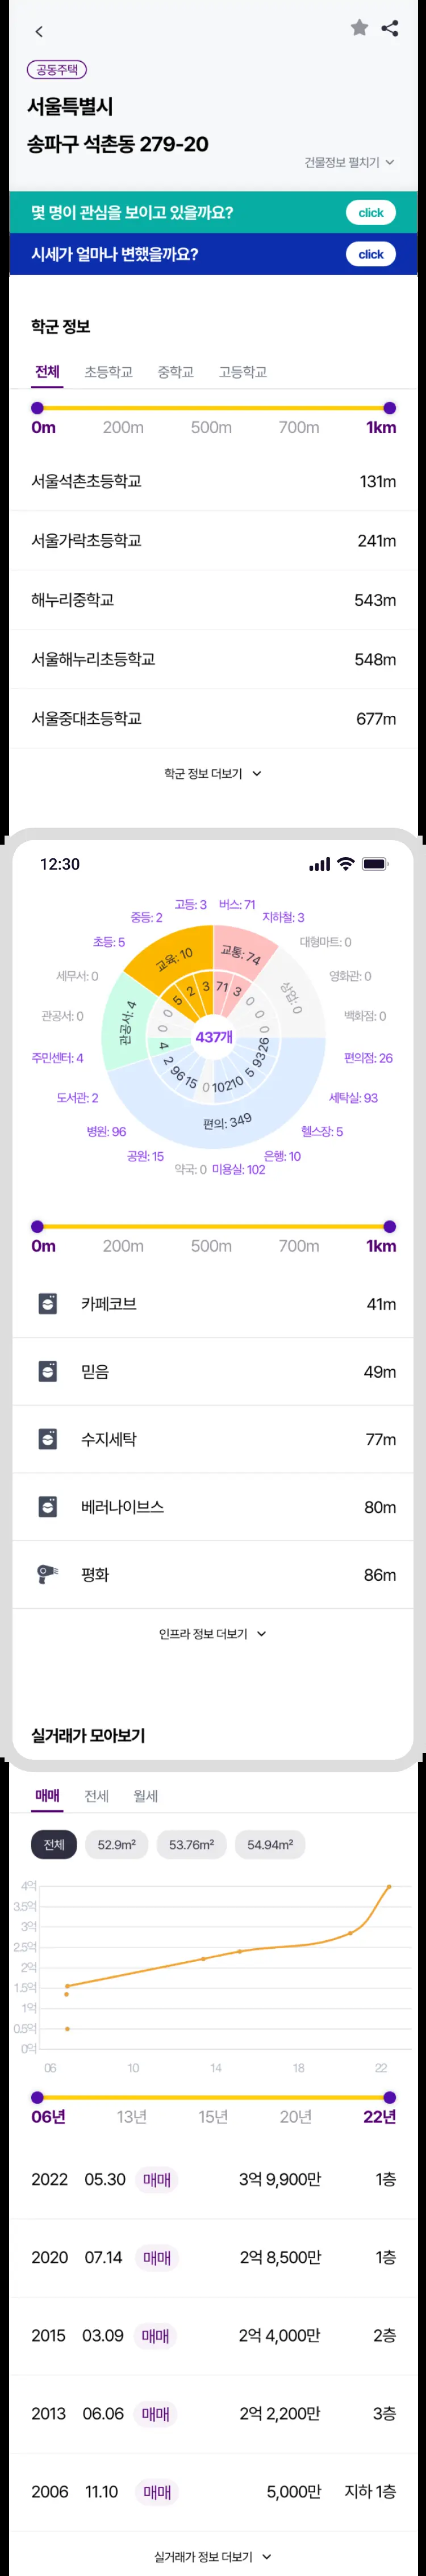 공동주택
서울특별시
송파구 석촌동 279-20
건물정보 펼치기
몇 명이 관심을 보이고 있을까요? click
시세가 얼마나 변했을까요? click
학군 정보
전체 초등학교 중학교 고등학교
0m 200m 500m 700m 1km
서울석촌초등학교 131m
서울가락초등학교 241m
해누리중학교 543m
서울해누리초등학교 548m
서울중대초등학교 677m
학군 정보 더보기
12:30
고등: 3 버스: 71
중등: 2 지하철: 3
초등: 5 대형마트: 0
교육: 10 교통: 74
세무서: 0 영화관: 0
5 2 3 71 3 0 0 0
관공서: 4 상업: 0
관공서: 0 백화점: 0
0 0 4
437개
주민센터: 4 편의점: 26
2 96 15 0 102 10 5 93 26
도서관: 2 세탁실: 93
편의: 349
병원: 96 헬스장: 5
공원: 15 은행: 10
약국: 0 미용실: 102
0m 200m 500m 700m 1km
카페코브 41m
믿음 49m
수지세탁 77m
베러나이브스 80m
평화 86m
인프라 정보 더보기
실거래가 모아보기
매매 전세 월세
전체 52.9m² 53.76m² 54.94m²
4억
3.5억
3억
2.5억
2억
1.5억
1억
0.5억
0억
06 10 14 18 22
06년 13년 15년 20년 22년
2022 05.30 매매 3억 9,900만 1층
2020 07.14 매매 2억 8,500만 1층
2015 03.09 매매 2억 4,000만 2층
2013 06.06 매매 2억 2,200만 3층
2006 11.10 매매 5,000만 지하 1층
실거래가 정보 더보기